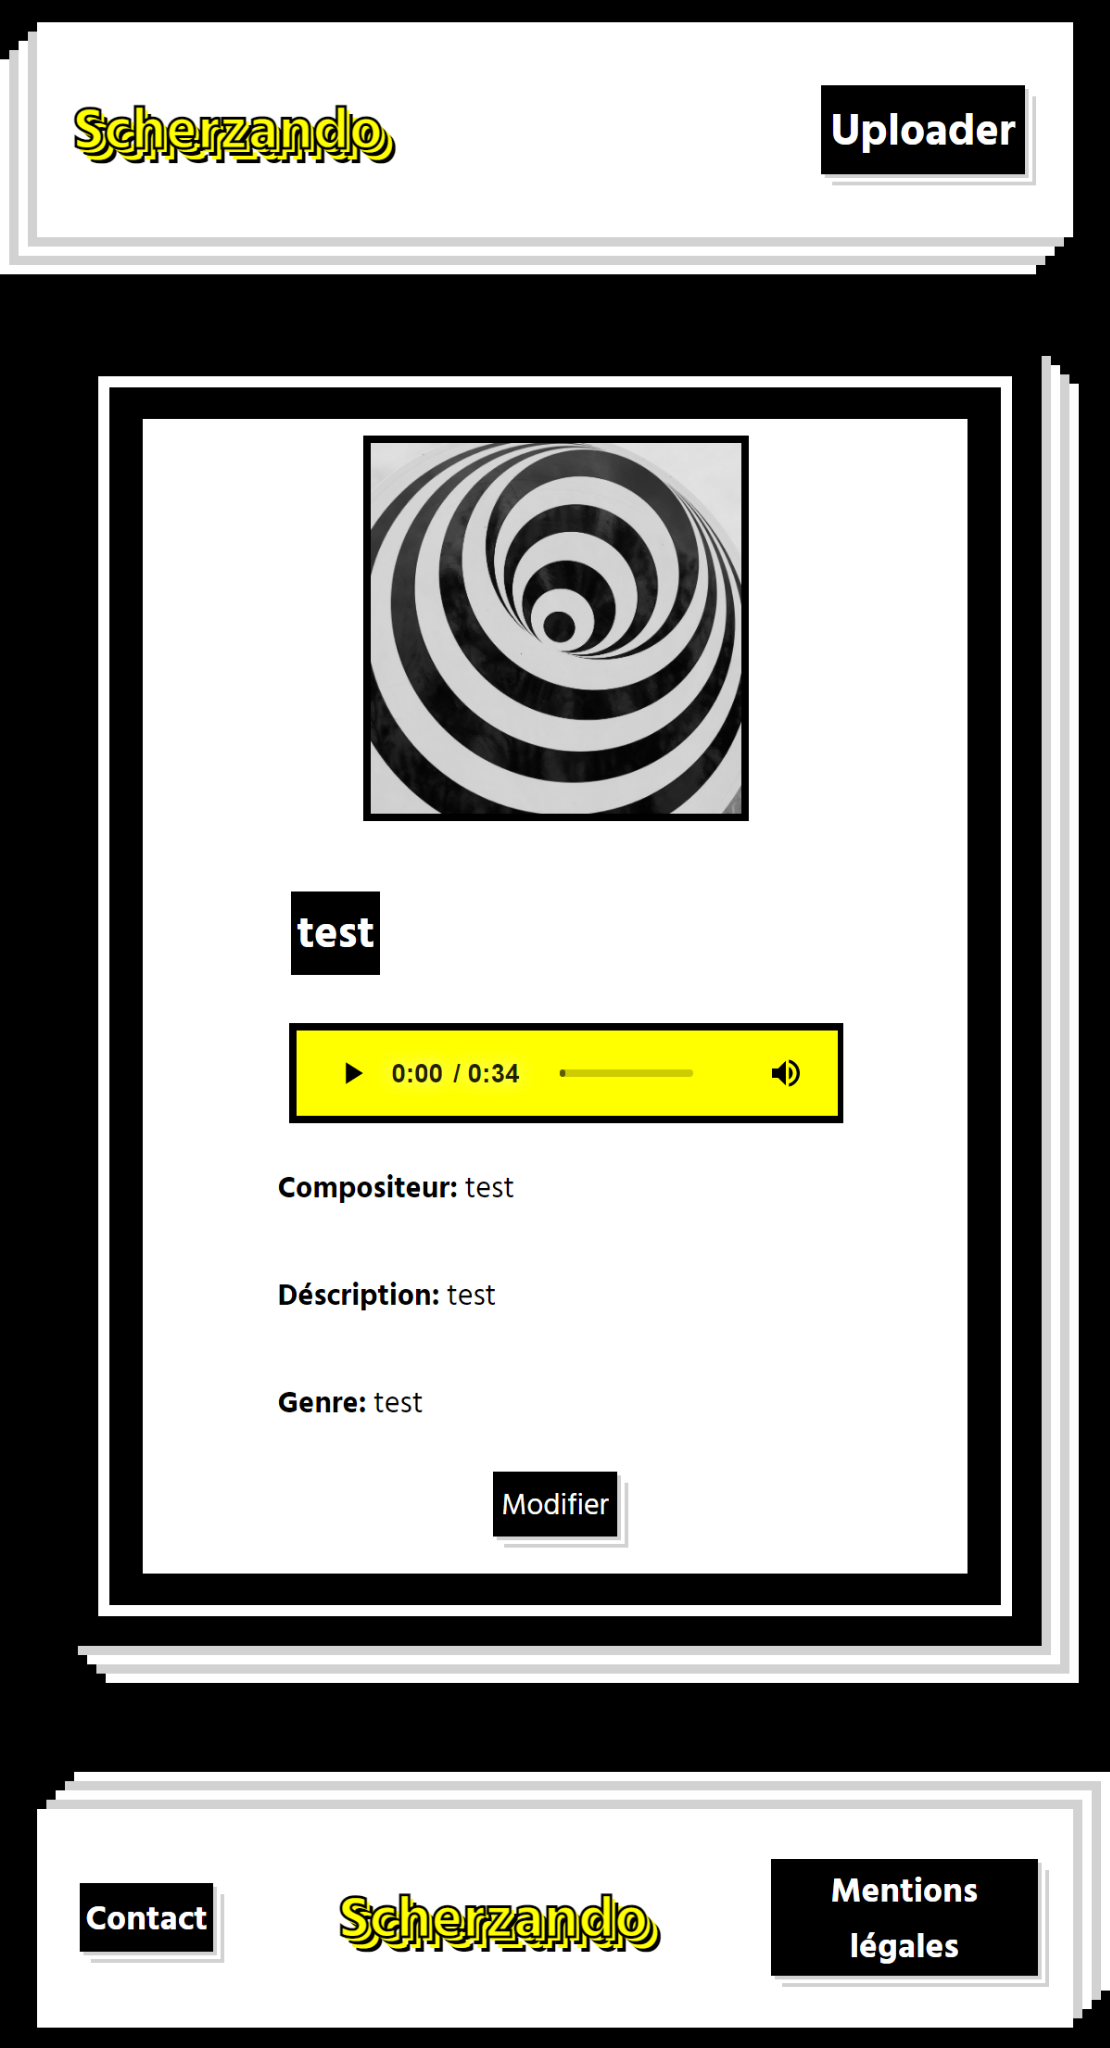 Scherzando
Uploader
test
0:00 / 0:34
Compositeur: test
Déscription: test
Genre: test
Modifier
Contact
Scherzando
Mentions
légales